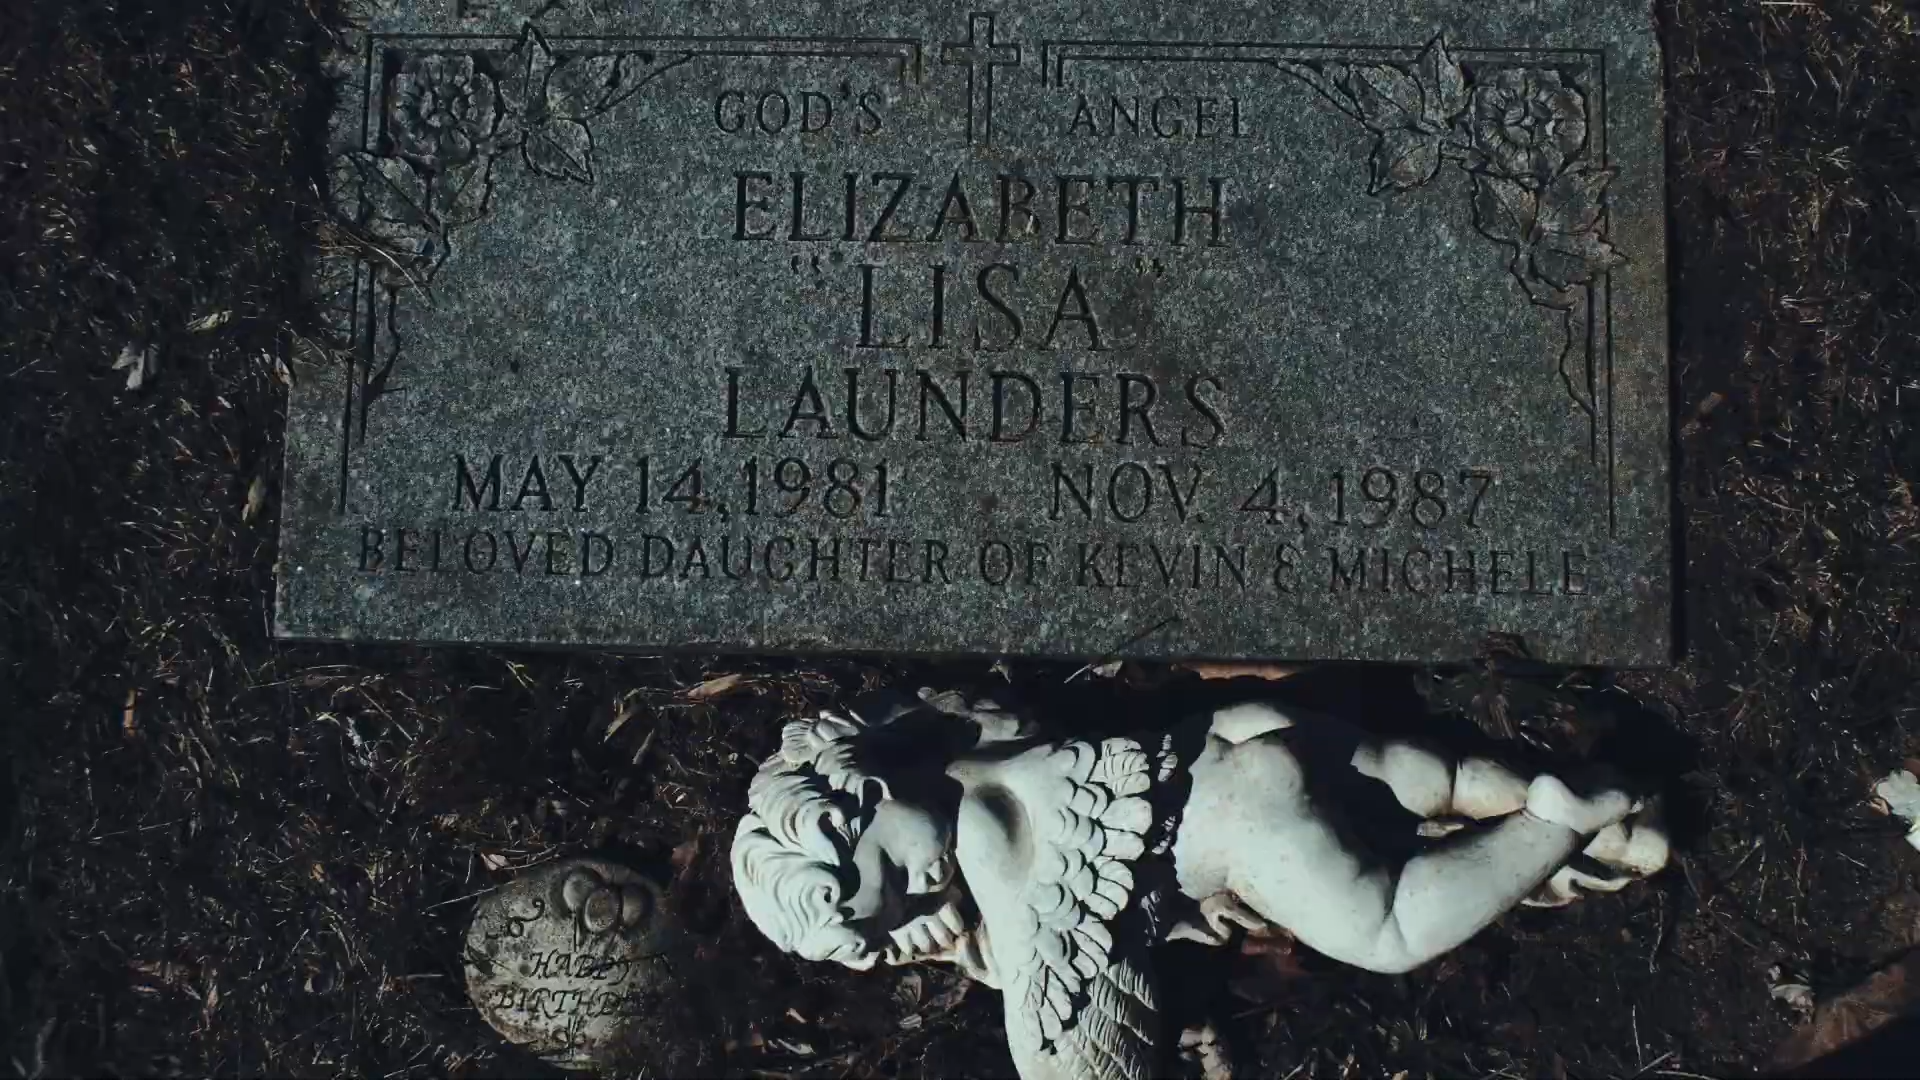 GOD'S ANGEL
ELIZABETH
"LISA"
LAUNDERS
MAY 14, 1981 NOV. 4, 1987
BELOVED DAUGHTER OF KEVIN & MICHELE
HAPPY
BIRTHDAY